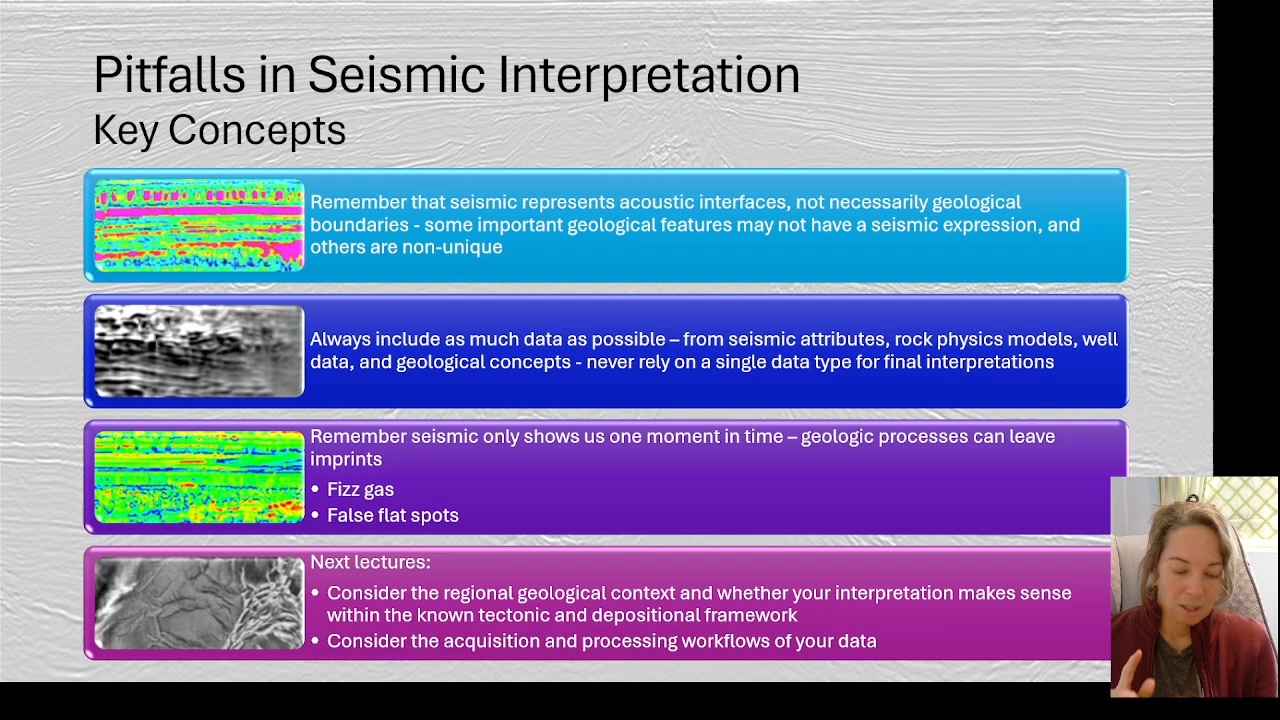 Pitfalls in Seismic Interpretation
Key Concepts
Remember that seismic represents acoustic interfaces, not necessarily geological
boundaries - some important geological features may not have a seismic expression, and
others are non-unique
Always include as much data as possible – from seismic attributes, rock physics models, well
data, and geological concepts - never rely on a single data type for final interpretations
Remember seismic only shows us one moment in time – geologic processes can leave
imprints
• Fizz gas
• False flat spots
Next lectures:
• Consider the regional geological context and whether your interpretation makes sense
within the known tectonic and depositional framework
• Consider the acquisition and processing workflows of your data